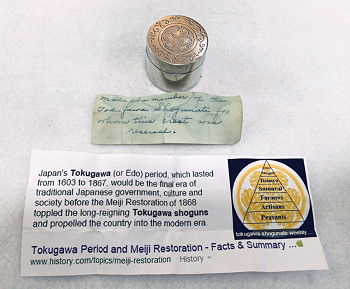 Made for a member of the
Tokugawa Shogunate for
whom this crest was
reserved.
Japan's Tokugawa (or Edo) period, which lasted
from 1603 to 1867, would be the final era of
traditional Japanese government, culture and
society before the Meiji Restoration of 1868
toppled the long-reigning Tokugawa shoguns
and propelled the country into the modern era.
Daimyo
Samurai
Farmers
Artisans
Peasants
tokugawa-shogunate.weebly....
Tokugawa Period and Meiji Restoration - Facts & Summary ...
www.history.com/topics/meiji-restoration History